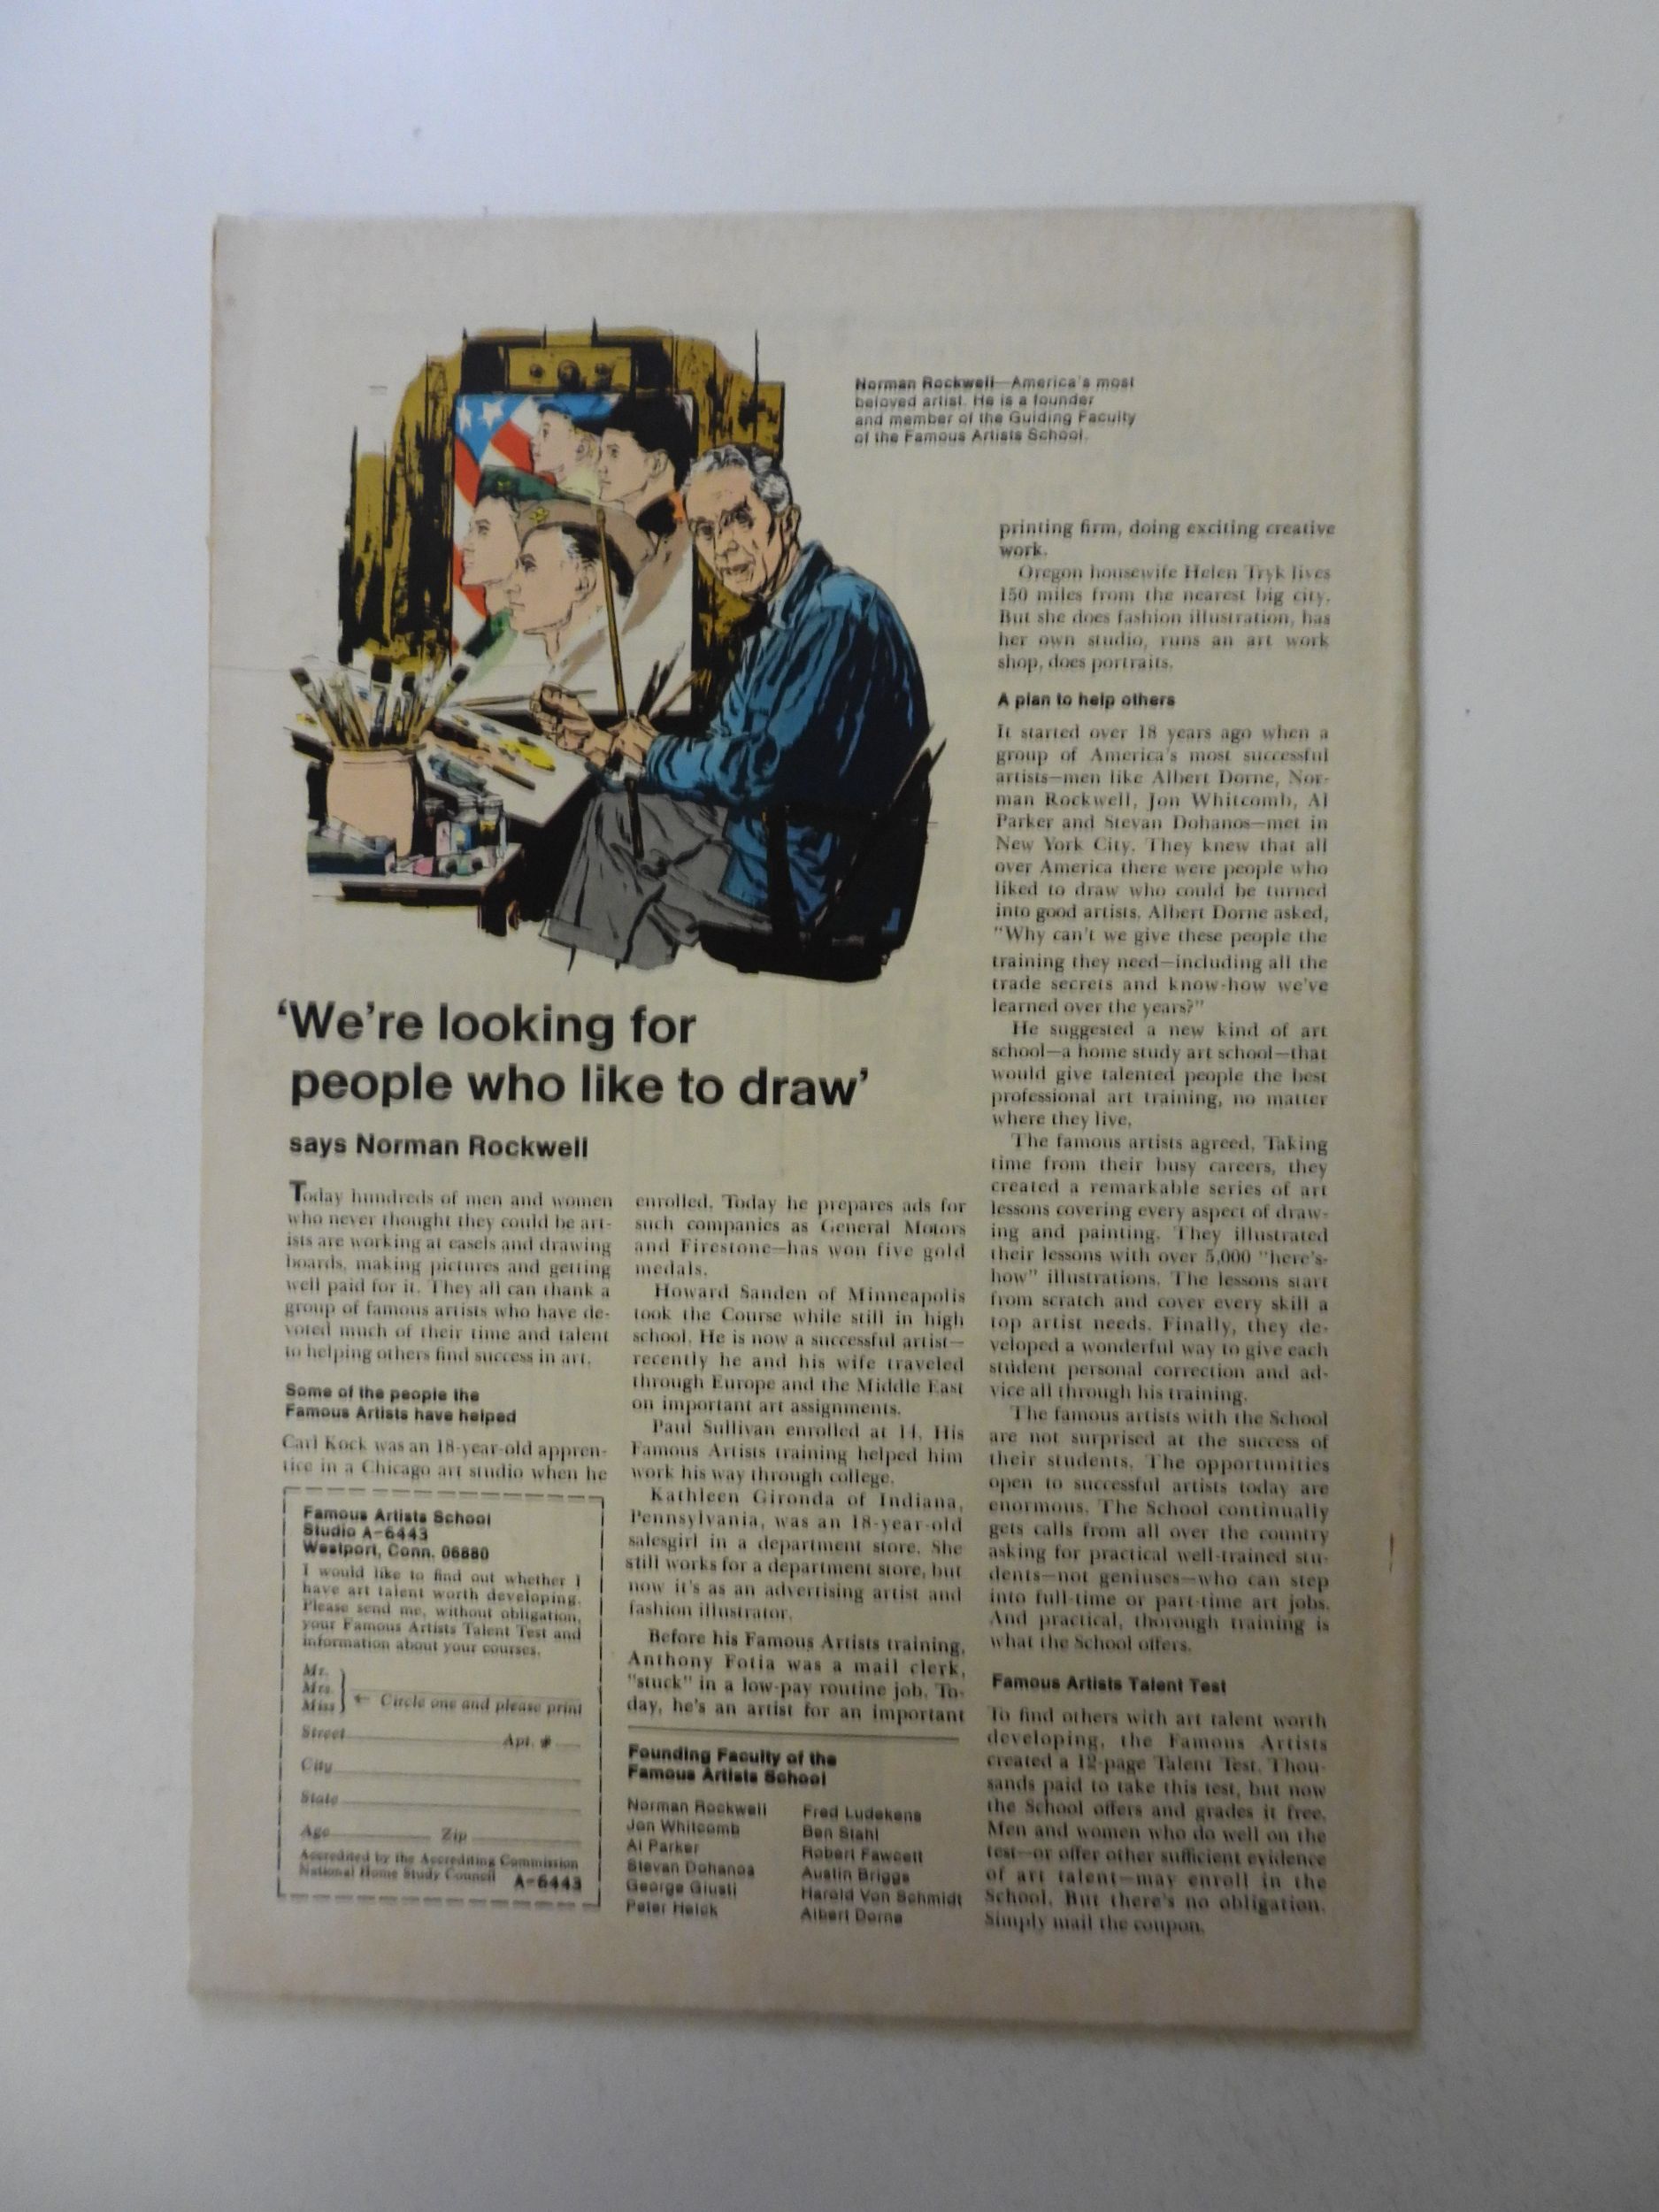 Norman Rockwell—America's most
beloved artist. He is a founder
and member of the Guiding Faculty
of the Famous Artists School.
'We're looking for
people who like to draw'
says Norman Rockwell
Today hundreds of men and women
who never thought they could be art-
ists are working at easels and drawing
boards, making pictures and getting
well paid for it. They all can thank a
group of famous artists who have de-
voted much of their time and talent
to helping others find success in art.
Some of the people the
Famous Artists have helped
Carl Kock was an 18-year-old appren-
tice in a Chicago art studio when he
Famous Artists School
Studio A-6443
Westport, Conn. 06880
I would like to find out whether I
have art talent worth developing.
Please send me, without obligation,
your Famous Artists Talent Test and
information about your courses.
Mr.
Mrs.
Miss
← Circle one and please print
Street Apt. #
City
State
Age Zip
Accredited by the Accrediting Commission
National Home Study Council A-6443
enrolled. Today he prepares ads for
such companies as General Motors
and Firestone—has won five gold
medals.
Howard Sanden of Minneapolis
took the Course while still in high
school. He is now a successful artist—
recently he and his wife traveled
through Europe and the Middle East
on important art assignments.
Paul Sullivan enrolled at 14. His
Famous Artists training helped him
work his way through college.
Kathleen Gironda of Indiana,
Pennsylvania, was an 18-year-old
salesgirl in a department store. She
still works for a department store, but
now it's as an advertising artist and
fashion illustrator.
Before his Famous Artists training,
Anthony Fotia was a mail clerk,
"stuck" in a low-pay routine job. To-
day, he's an artist for an important
Founding Faculty of the
Famous Artists School
Norman Rockwell
Jon Whitcomb
Al Parker
Stevan Dohanos
George Giusti
Peter Helck
Fred Ludekens
Ben Stahl
Robert Fawcett
Austin Briggs
Harold Von Schmidt
Albert Dorne
printing firm, doing exciting creative
work.
Oregon housewife Helen Tryk lives
150 miles from the nearest big city.
But she does fashion illustration, has
her own studio, runs an art work
shop, does portraits.
A plan to help others
It started over 18 years ago when a
group of America's most successful
artists—men like Albert Dorne, Nor-
man Rockwell, Jon Whitcomb, Al
Parker and Stevan Dohanos—met in
New York City. They knew that all
over America there were people who
liked to draw who could be turned
into good artists. Albert Dorne asked,
"Why can't we give these people the
training they need—including all the
trade secrets and know-how we've
learned over the years?"
He suggested a new kind of art
school—a home study art school—that
would give talented people the best
professional art training, no matter
where they live.
The famous artists agreed. Taking
time from their busy careers, they
created a remarkable series of art
lessons covering every aspect of draw-
ing and painting. They illustrated
their lessons with over 5,000 "here's-
how" illustrations. The lessons start
from scratch and cover every skill a
top artist needs. Finally, they de-
veloped a wonderful way to give each
student personal correction and ad-
vice all through his training.
The famous artists with the School
are not surprised at the success of
their students. The opportunities
open to successful artists today are
enormous. The School continually
gets calls from all over the country
asking for practical well-trained stu-
dents—not geniuses—who can step
into full-time or part-time art jobs.
And practical, thorough training is
what the School offers.
Famous Artists Talent Test
To find others with art talent worth
developing, the Famous Artists
created a 12-page Talent Test. Thou-
sands paid to take this test, but now
the School offers and grades it free.
Men and women who do well on the
test—or offer other sufficient evidence
of art talent—may enroll in the
School. But there's no obligation.
Simply mail the coupon.